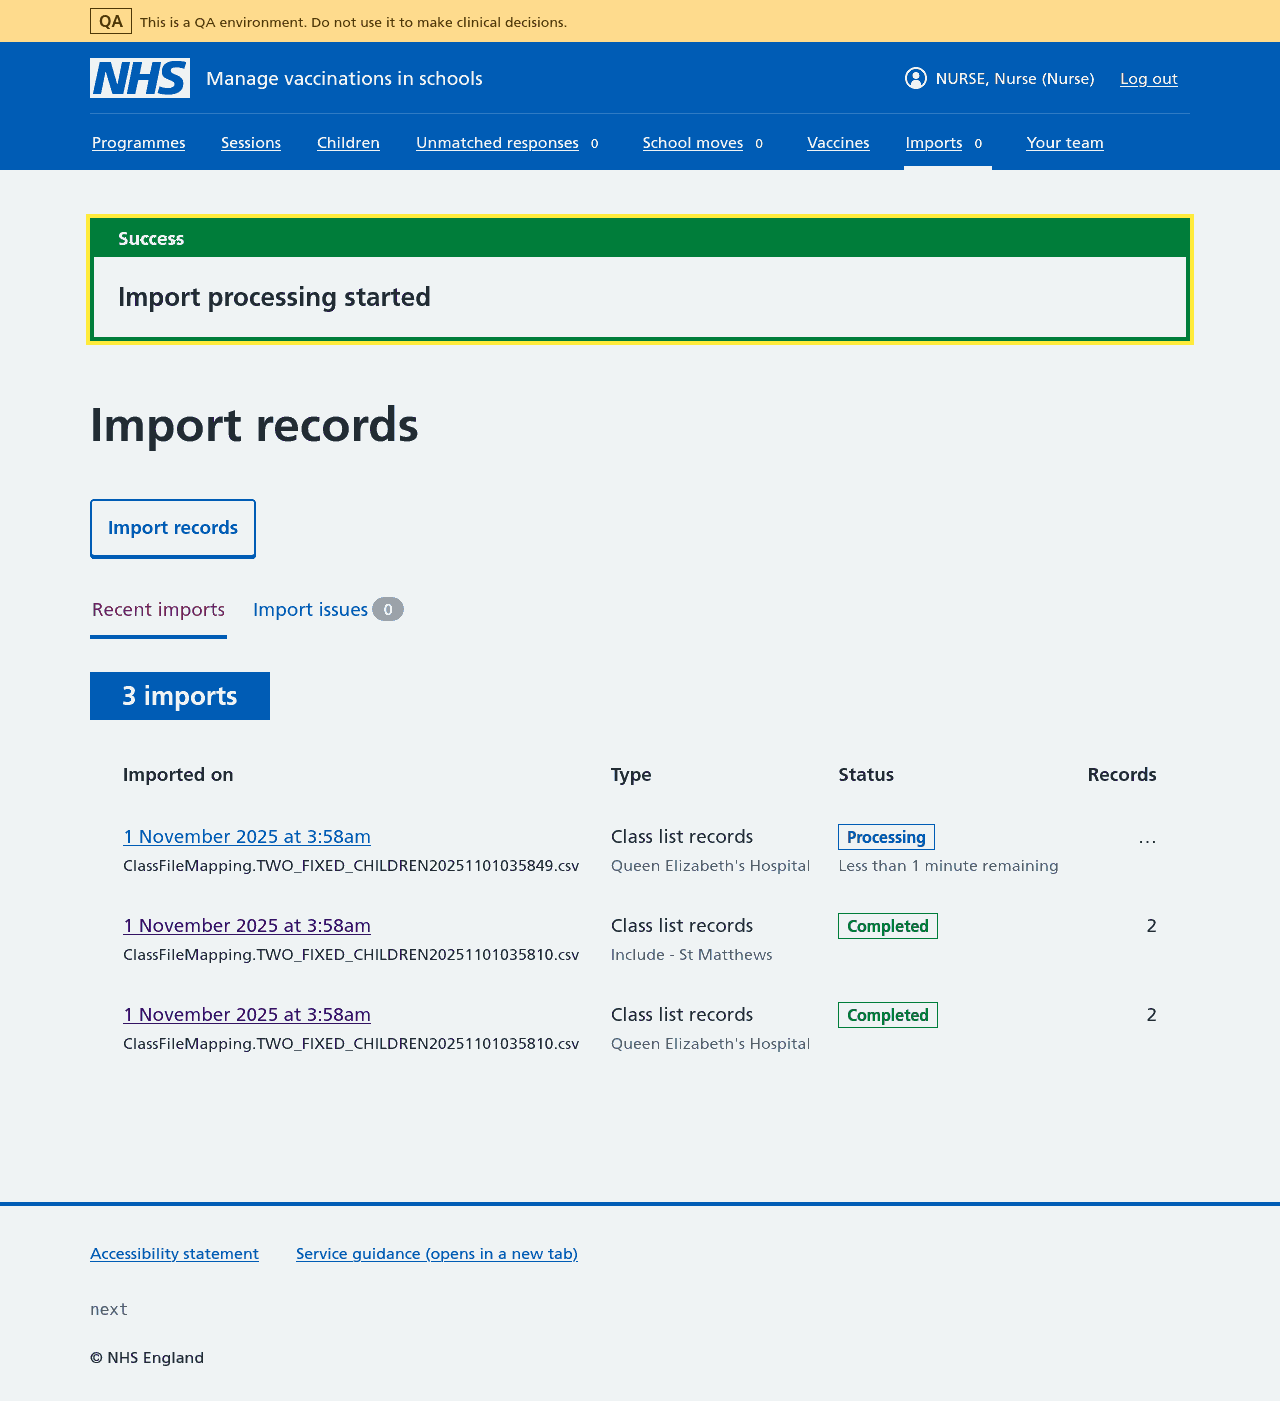 QA This is a QA environment. Do not use it to make clinical decisions.
NHS Manage vaccinations in schools NURSE, Nurse (Nurse) Log out
Programmes Sessions Children Unmatched responses 0 School moves 0 Vaccines Imports 0 Your team
Success
Import processing started
Import records
Import records
Recent imports Import issues 0
3 imports
Imported on Type Status Records
1 November 2025 at 3:58am Class list records Processing …
ClassFileMapping.TWO_FIXED_CHILDREN20251101035849.csv Queen Elizabeth's Hospital Less than 1 minute remaining
1 November 2025 at 3:58am Class list records Completed 2
ClassFileMapping.TWO_FIXED_CHILDREN20251101035810.csv Include - St Matthews
1 November 2025 at 3:58am Class list records Completed 2
ClassFileMapping.TWO_FIXED_CHILDREN20251101035810.csv Queen Elizabeth's Hospital
Accessibility statement Service guidance (opens in a new tab)
next
© NHS England